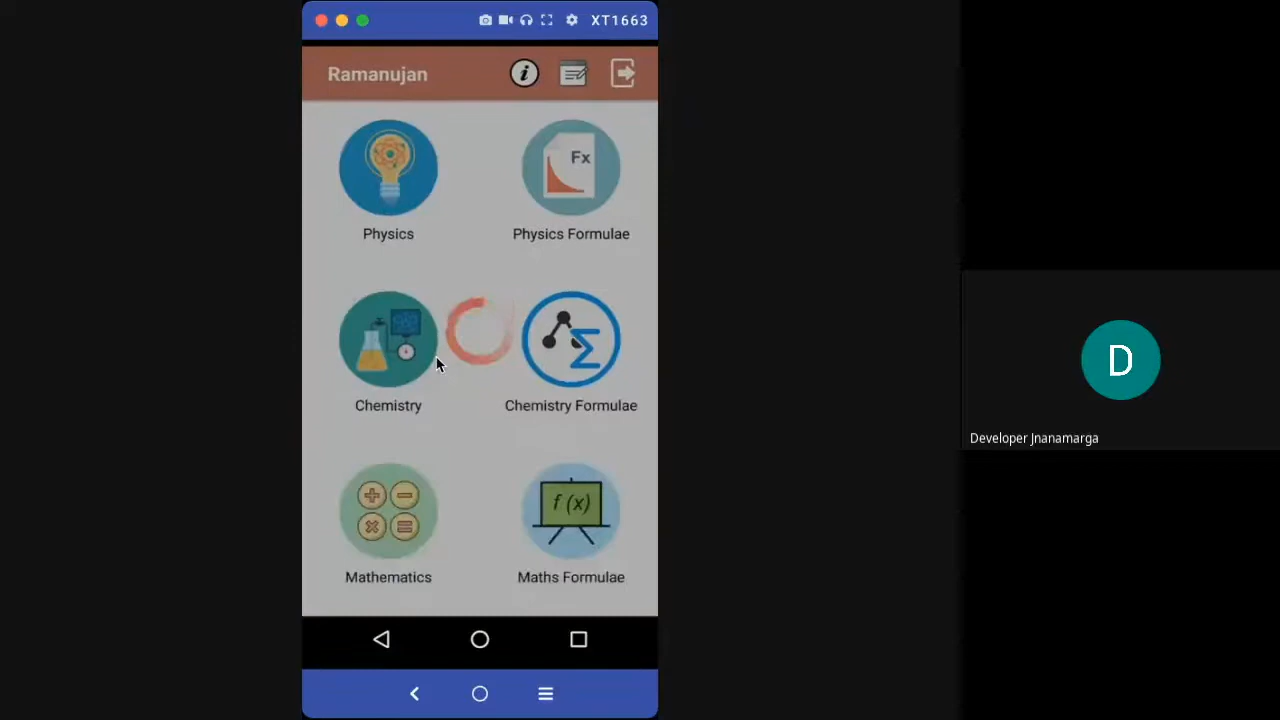 XT1663
Ramanujan
i
Fx
Physics
Physics Formulae
Σ
Chemistry
Chemistry Formulae
f (x)
Mathematics
Maths Formulae
D
Developer Jnanamarga